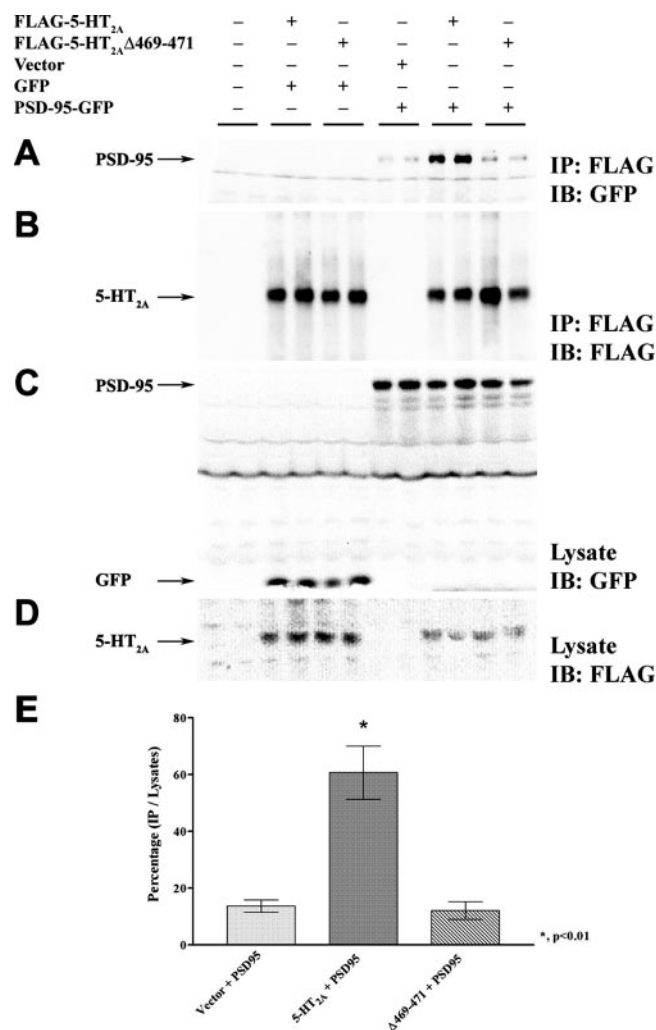 FLAG-5-HT2A – + – – + –
FLAG-5-HT2AΔ469-471 – – + – – +
Vector – – – + – –
GFP – + + – – –
PSD-95-GFP – – – + + +
A
PSD-95
IP: FLAG
IB: GFP
B
5-HT2A
IP: FLAG
IB: FLAG
C
PSD-95
GFP
Lysate
IB: GFP
D
5-HT2A
Lysate
IB: FLAG
E
Percentage (IP / Lysates)
80
60
40
20
0
*
*, p<0.01
Vector + PSD95
5-HT2A + PSD95
Δ469-471 + PSD95